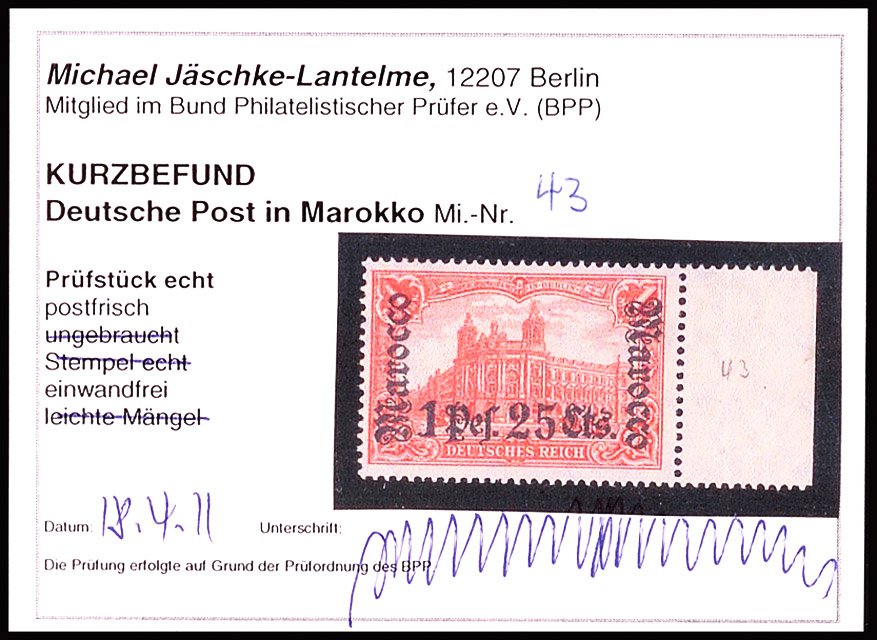 Michael Jäschke-Lantelme, 12207 Berlin
Mitglied im Bund Philatelistischer Prüfer e.V. (BPP)
KURZBEFUND
Deutsche Post in Marokko Mi.-Nr. 43
Prüfstück echt
postfrisch
ungebraucht
Stempel echt
einwandfrei
leichte Mängel
Marocco
Marocco
1 Pes. 25 Cts.
DEUTSCHES REICH
43
Datum: 18.4.11 Unterschrift:
Die Prüfung erfolgte auf Grund der Prüfordnung des BPP